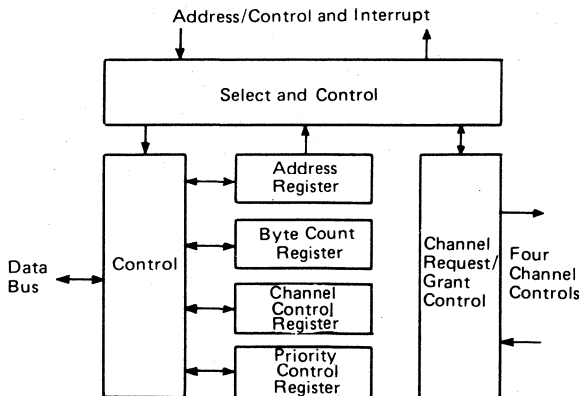 Address/Control and Interrupt
Select and Control
Address
Register
Byte Count
Register
Channel
Control
Register
Priority
Control
Register
Data
Bus
Control
Channel
Request/
Grant
Control
Four
Channel
Controls